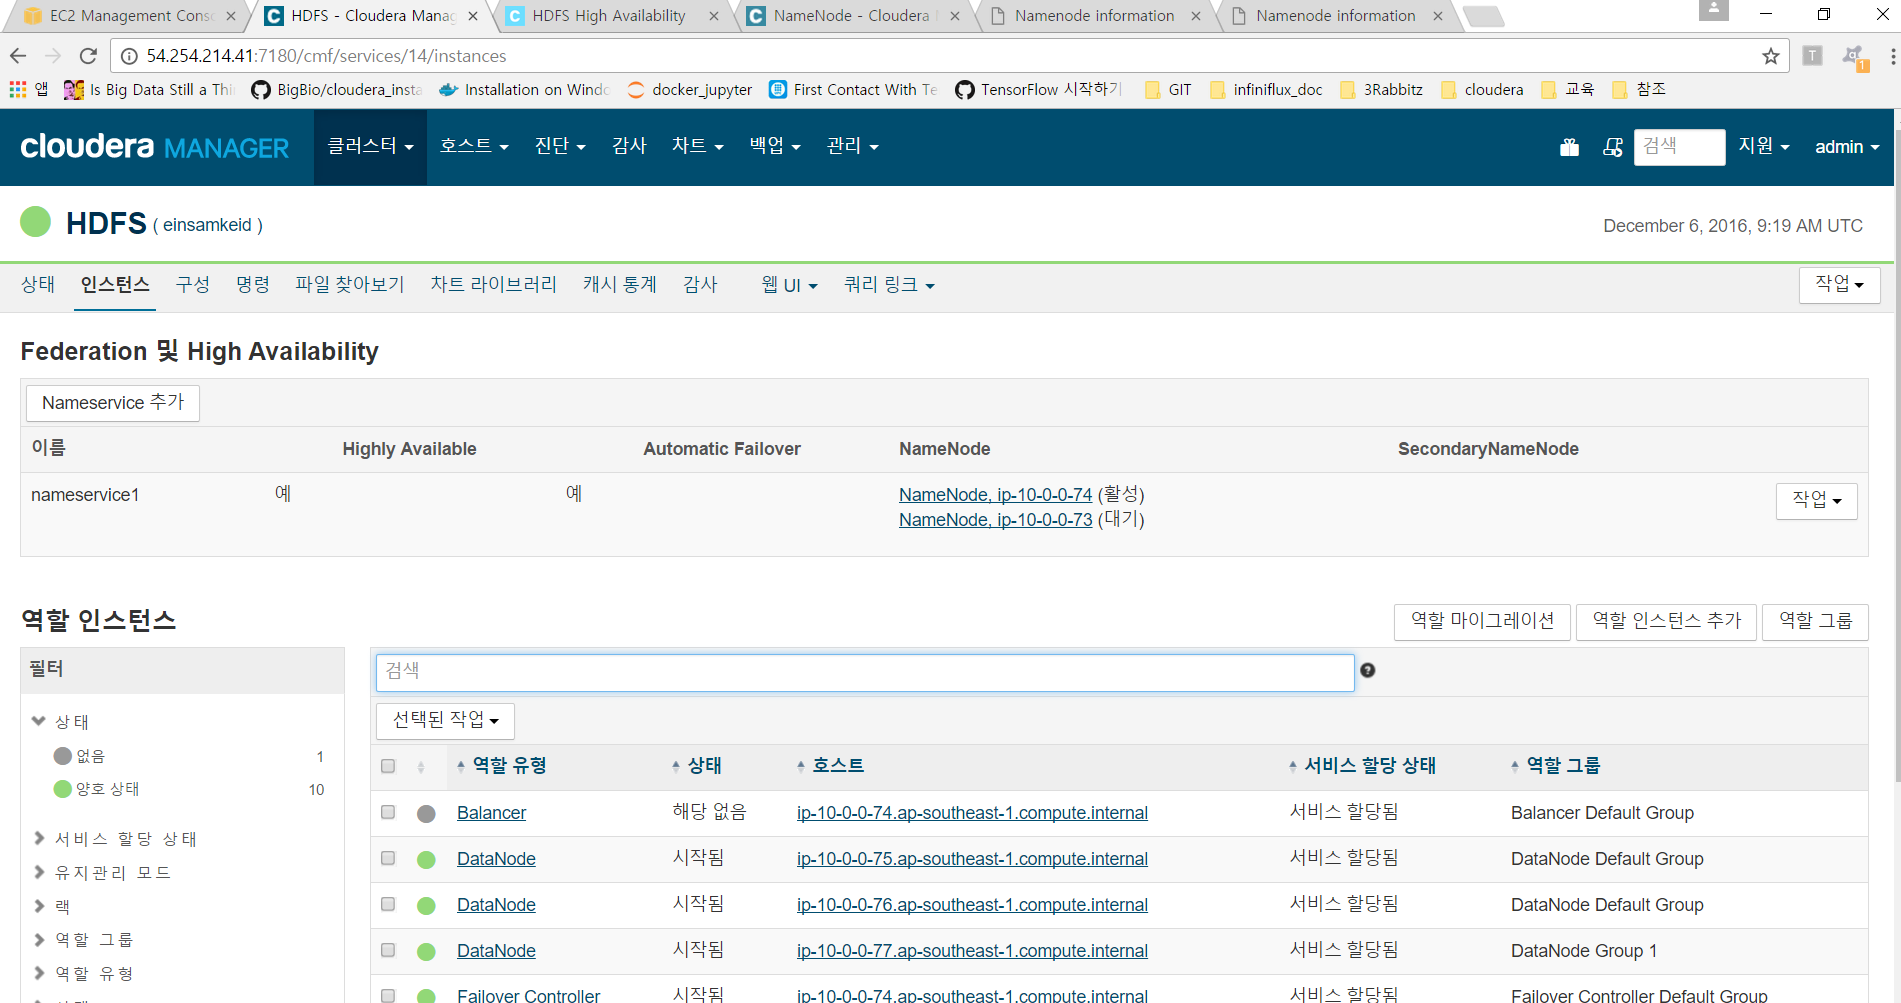 EC2 Management Cons
HDFS - Cloudera Manag
HDFS High Availability
NameNode - Cloudera
Namenode information
Namenode information
54.254.214.41:7180/cmf/services/14/instances
앱
Is Big Data Still a Thi
BigBio/cloudera_insta
Installation on Windo
docker_jupyter
First Contact With Te
TensorFlow 시작하기
GIT
infiniflux_doc
3Rabbitz
cloudera
교육
참조
cloudera MANAGER
클러스터
호스트
진단
감사
차트
백업
관리
검색
지원
admin
HDFS ( einsamkeid )
December 6, 2016, 9:19 AM UTC
상태
인스턴스
구성
명령
파일 찾아보기
차트 라이브러리
캐시 통계
감사
웹 UI
쿼리 링크
작업
Federation 및 High Availability
Nameservice 추가
이름 Highly Available Automatic Failover NameNode SecondaryNameNode
nameservice1 예 예 NameNode, ip-10-0-0-74 (활성)
NameNode, ip-10-0-0-73 (대기)
작업
역할 인스턴스
역할 마이그레이션
역할 인스턴스 추가
역할 그룹
필터
상태
없음 1
양호 상태 10
서비스 할당 상태
유지관리 모드
랙
역할 그룹
역할 유형
검색
선택된 작업
역할 유형 상태 호스트 서비스 할당 상태 역할 그룹
Balancer 해당 없음 ip-10-0-0-74.ap-southeast-1.compute.internal 서비스 할당됨 Balancer Default Group
DataNode 시작됨 ip-10-0-0-75.ap-southeast-1.compute.internal 서비스 할당됨 DataNode Default Group
DataNode 시작됨 ip-10-0-0-76.ap-southeast-1.compute.internal 서비스 할당됨 DataNode Default Group
DataNode 시작됨 ip-10-0-0-77.ap-southeast-1.compute.internal 서비스 할당됨 DataNode Group 1
Failover Controller 시작됨 ip-10-0-0-74.ap-southeast-1.compute.internal 서비스 할당됨 Failover Controller Default Group